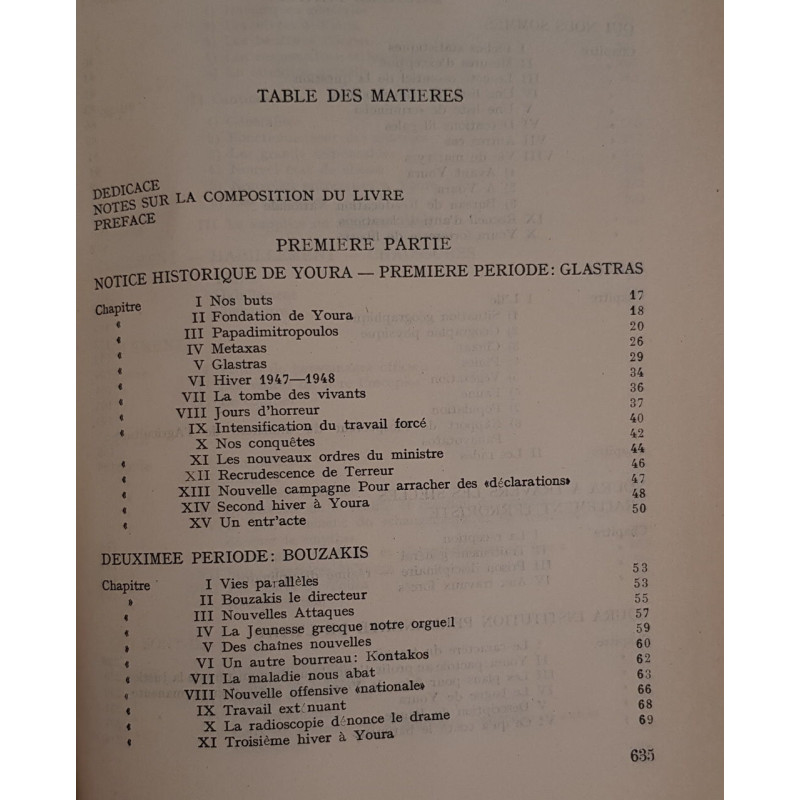 TABLE DES MATIERES
DEDICACE
NOTES SUR LA COMPOSITION DU LIVRE
PREFACE
PREMIERE PARTIE
NOTICE HISTORIQUE DE YOURA — PREMIERE PERIODE: GLASTRAS
Chapitre I Nos buts 17
« II Fondation de Youra 18
« III Papadimitropoulos 20
« IV Metaxas 26
« V Glastras 29
« VI Hiver 1947—1948 34
« VII La tombe des vivants 36
« VIII Jours d'horreur 37
« IX Intensification du travail forcé 40
X Nos conquêtes 42
« XI Les nouveaux ordres du ministre 44
« XII Recrudescence de Terreur 46
« XIII Nouvelle campagne Pour arracher des «déclarations» 47
« XIV Second hiver à Youra 48
« XV Un entr'acte 50
DEUXIMEE PERIODE: BOUZAKIS 53
Chapitre I Vies parallèles 53
» II Bouzakis le directeur 55
« III Nouvelles Attaques 57
« IV La Jeunesse grecque notre orgueil 59
» V Des chaînes nouvelles 60
« VI Un autre bourreau: Kontakos 62
« VII La maladie nous abat 63
« VIII Nouvelle offensive «nationale» 66
« IX Travail exténuant 68
« X La radioscopie dénonce le drame 69
« XI Troisième hiver à Youra
635